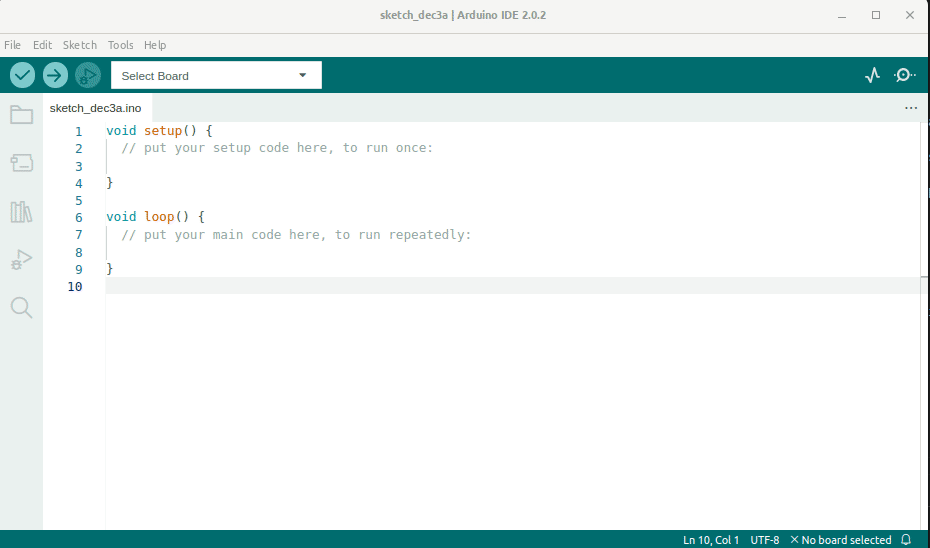 sketch_dec3a | Arduino IDE 2.0.2
File Edit Sketch Tools Help
Select Board
sketch_dec3a.ino
1 void setup() {
2 // put your setup code here, to run once:
3
4 }
5
6 void loop() {
7 // put your main code here, to run repeatedly:
8
9 }
10
Ln 10, Col 1 UTF-8 No board selected